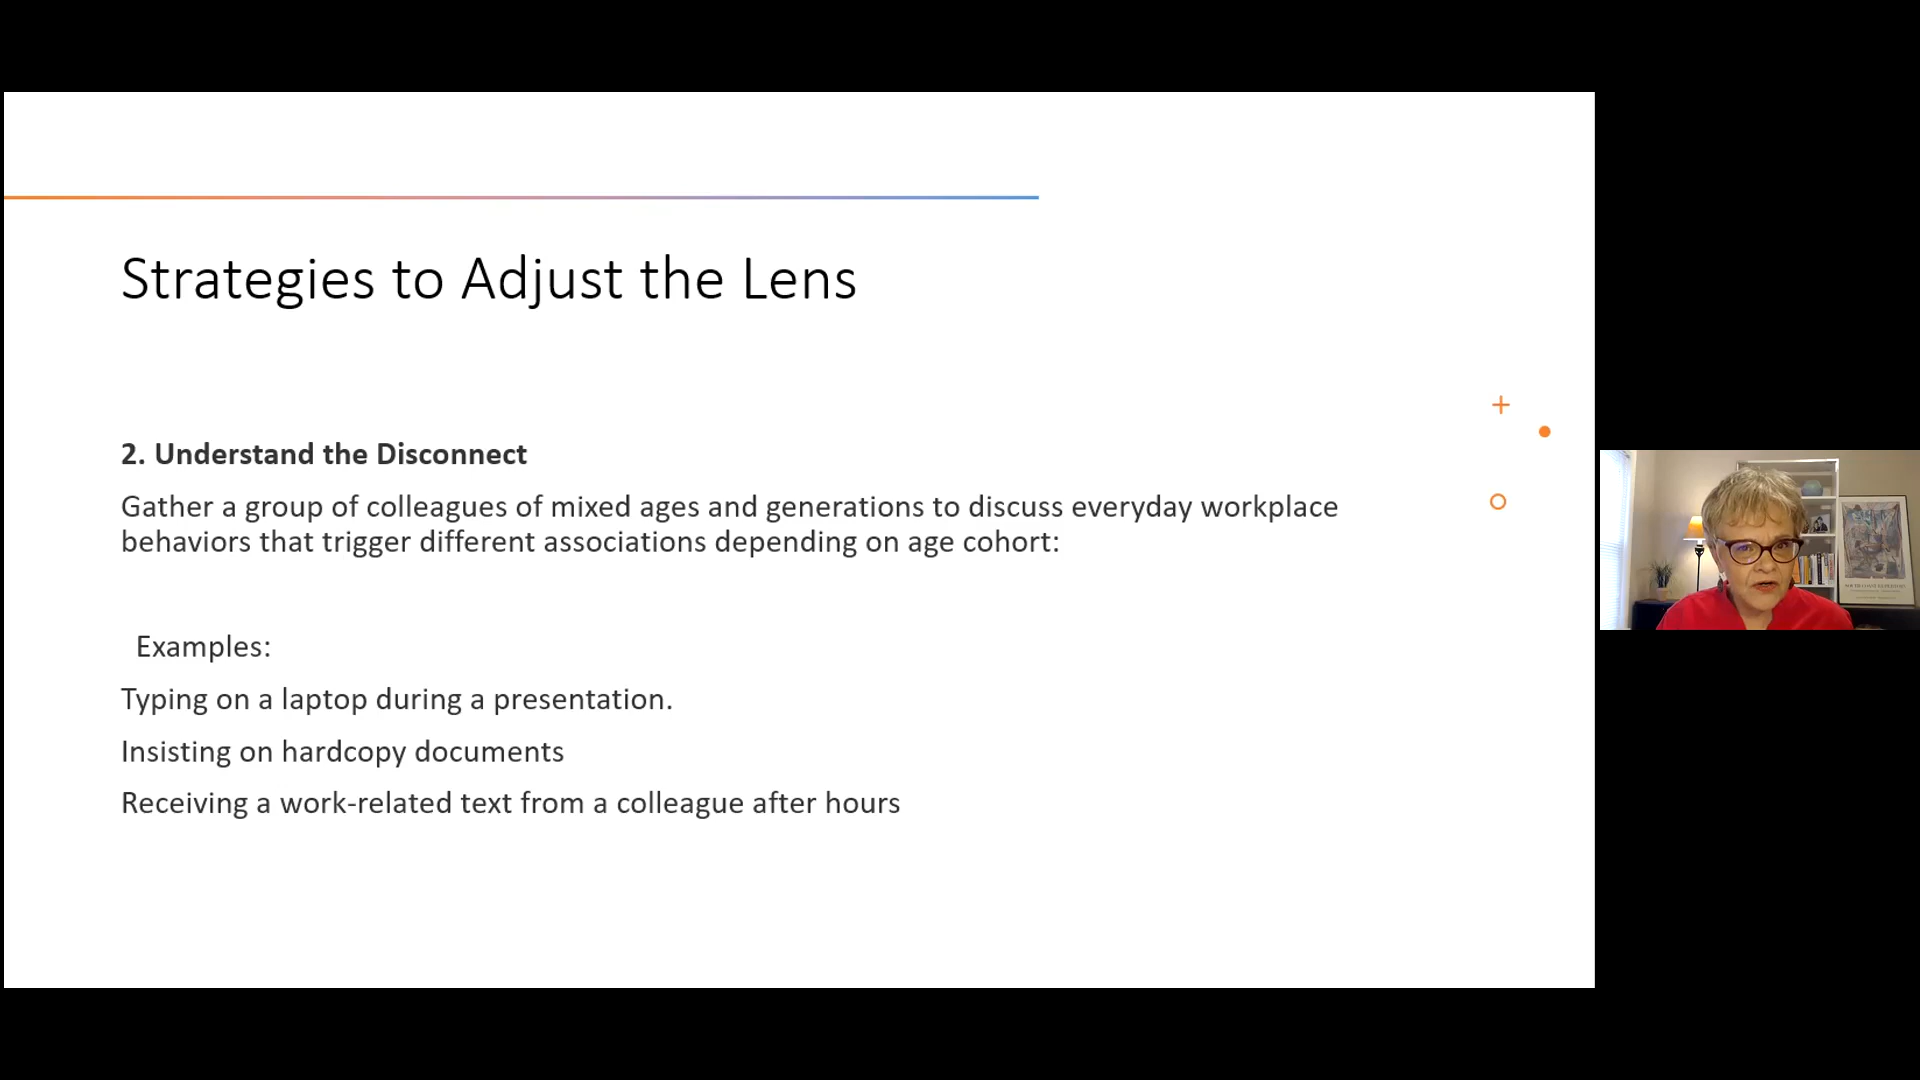 Strategies to Adjust the Lens
2. Understand the Disconnect
Gather a group of colleagues of mixed ages and generations to discuss everyday workplace
behaviors that trigger different associations depending on age cohort:
Examples:
Typing on a laptop during a presentation.
Insisting on hardcopy documents
Receiving a work-related text from a colleague after hours